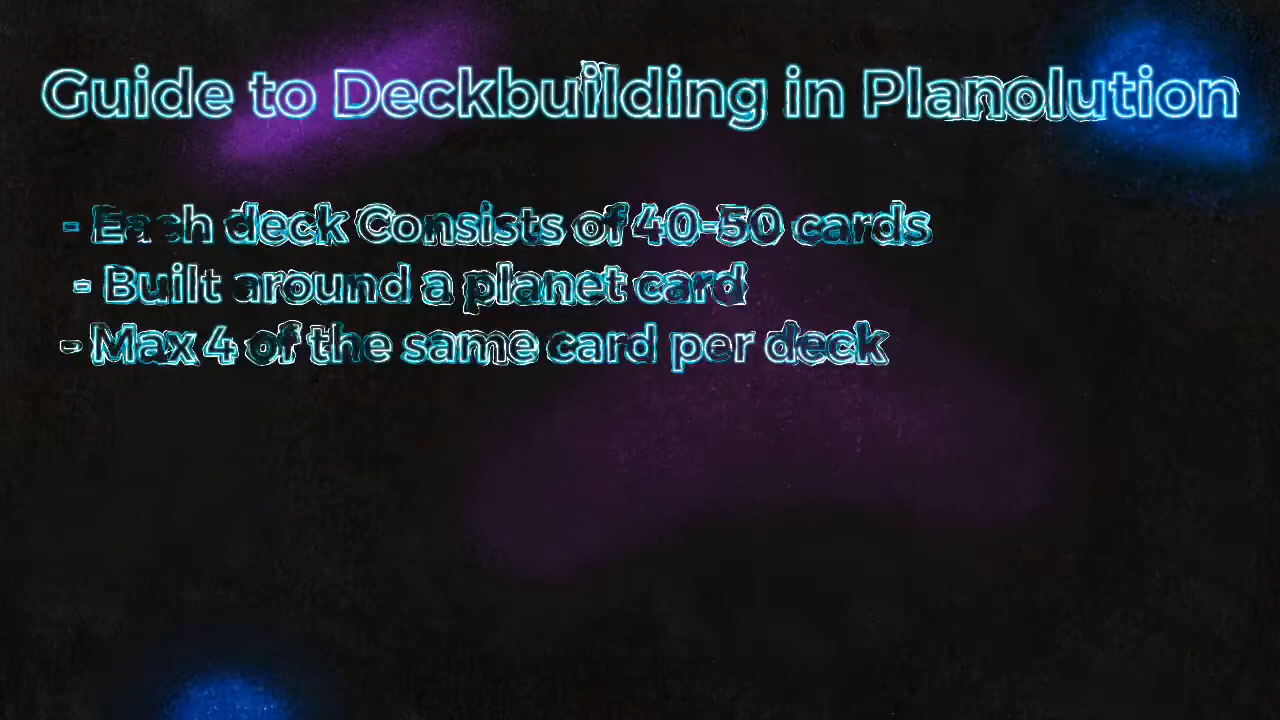 Guide to Deckbuilding in Planolution
- Each deck Consists of 40-50 cards
- Built around a planet card
- Max 4 of the same card per deck